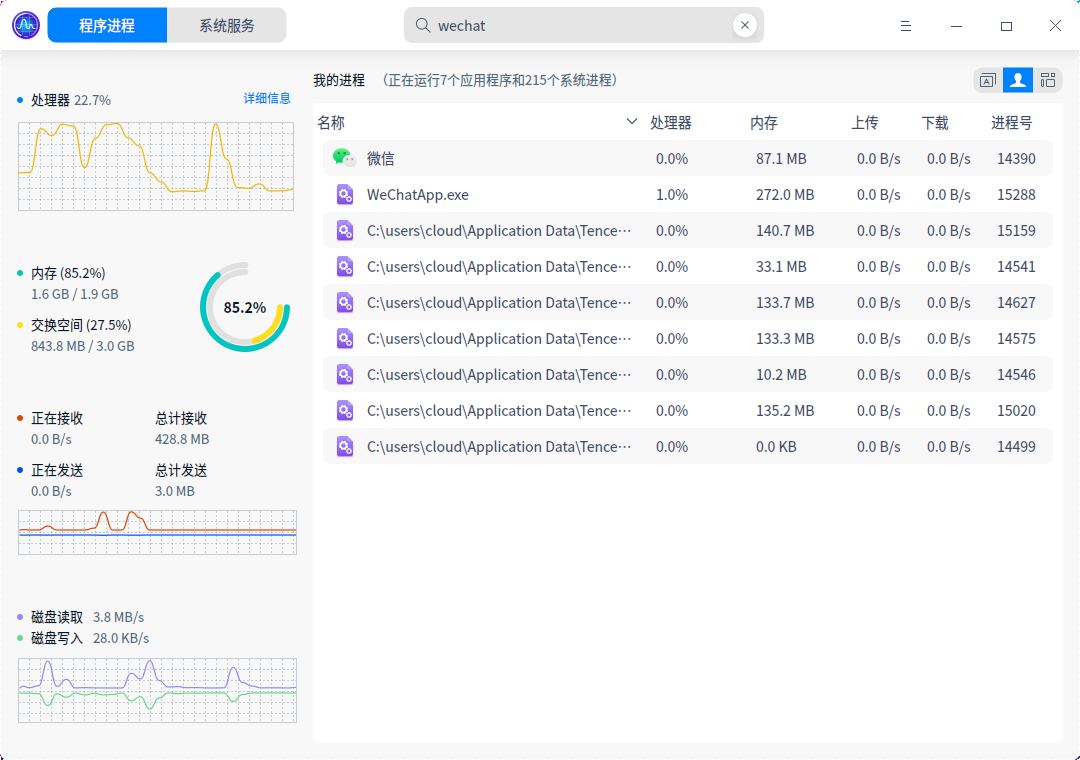 程序进程 系统服务 wechat
处理器 22.7% 详细信息
内存 (85.2%)
1.6 GB / 1.9 GB
交换空间 (27.5%)
843.8 MB / 3.0 GB
85.2%
正在接收 总计接收
0.0 B/s 428.8 MB
正在发送 总计发送
0.0 B/s 3.0 MB
磁盘读取 3.8 MB/s
磁盘写入 28.0 KB/s
我的进程 （正在运行7个应用程序和215个系统进程）
名称 处理器 内存 上传 下载 进程号
微信 0.0% 87.1 MB 0.0 B/s 0.0 B/s 14390
WeChatApp.exe 1.0% 272.0 MB 0.0 B/s 0.0 B/s 15288
C:\users\cloud\Application Data\Tence⋯ 0.0% 140.7 MB 0.0 B/s 0.0 B/s 15159
C:\users\cloud\Application Data\Tence⋯ 0.0% 33.1 MB 0.0 B/s 0.0 B/s 14541
C:\users\cloud\Application Data\Tence⋯ 0.0% 133.7 MB 0.0 B/s 0.0 B/s 14627
C:\users\cloud\Application Data\Tence⋯ 0.0% 133.3 MB 0.0 B/s 0.0 B/s 14575
C:\users\cloud\Application Data\Tence⋯ 0.0% 10.2 MB 0.0 B/s 0.0 B/s 14546
C:\users\cloud\Application Data\Tence⋯ 0.0% 135.2 MB 0.0 B/s 0.0 B/s 15020
C:\users\cloud\Application Data\Tence⋯ 0.0% 0.0 KB 0.0 B/s 0.0 B/s 14499